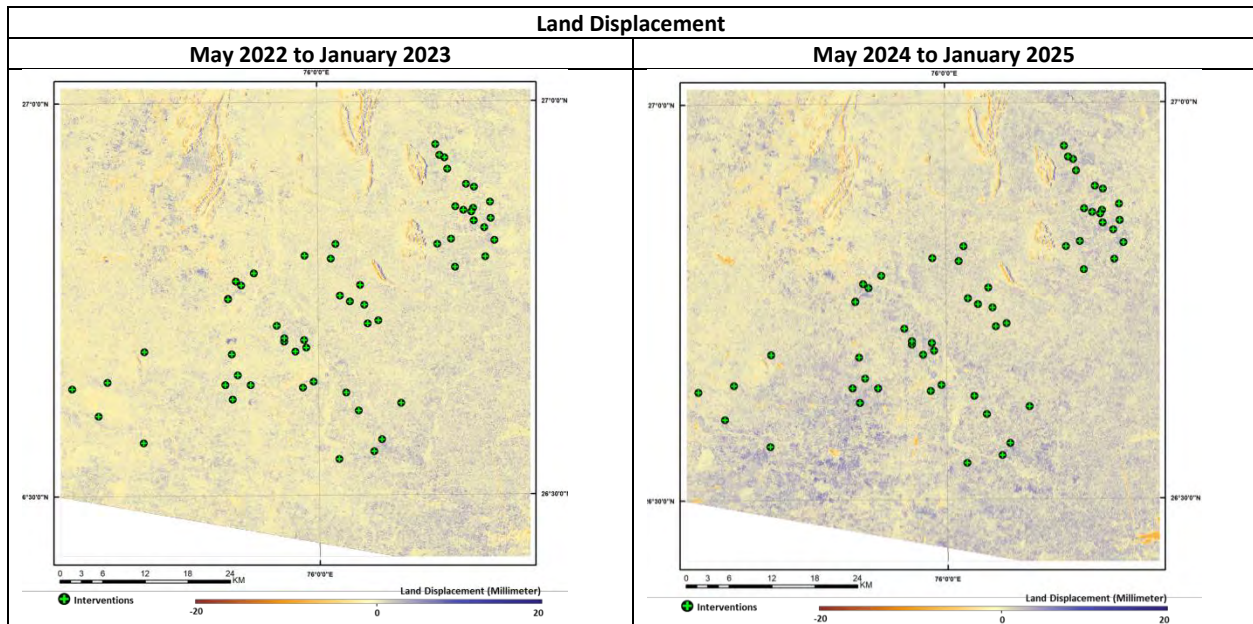 Land Displacement
May 2022 to January 2023
May 2024 to January 2025
76°0'0"E
27°0'0"N
27°0'0"N
6°30'0"N
26°30'0"N
76°0'0"E
0 3 6 12 18 24
KM
Land Displacement (Millimeter)
Interventions
-20 0 20
76°0'0"E
27°0'0"N
27°0'0"N
26°30'0"N
26°30'0"N
76°0'0"E
0 3 6 12 18 24
KM
Land Displacement (Millimeter)
Interventions
-20 0 20